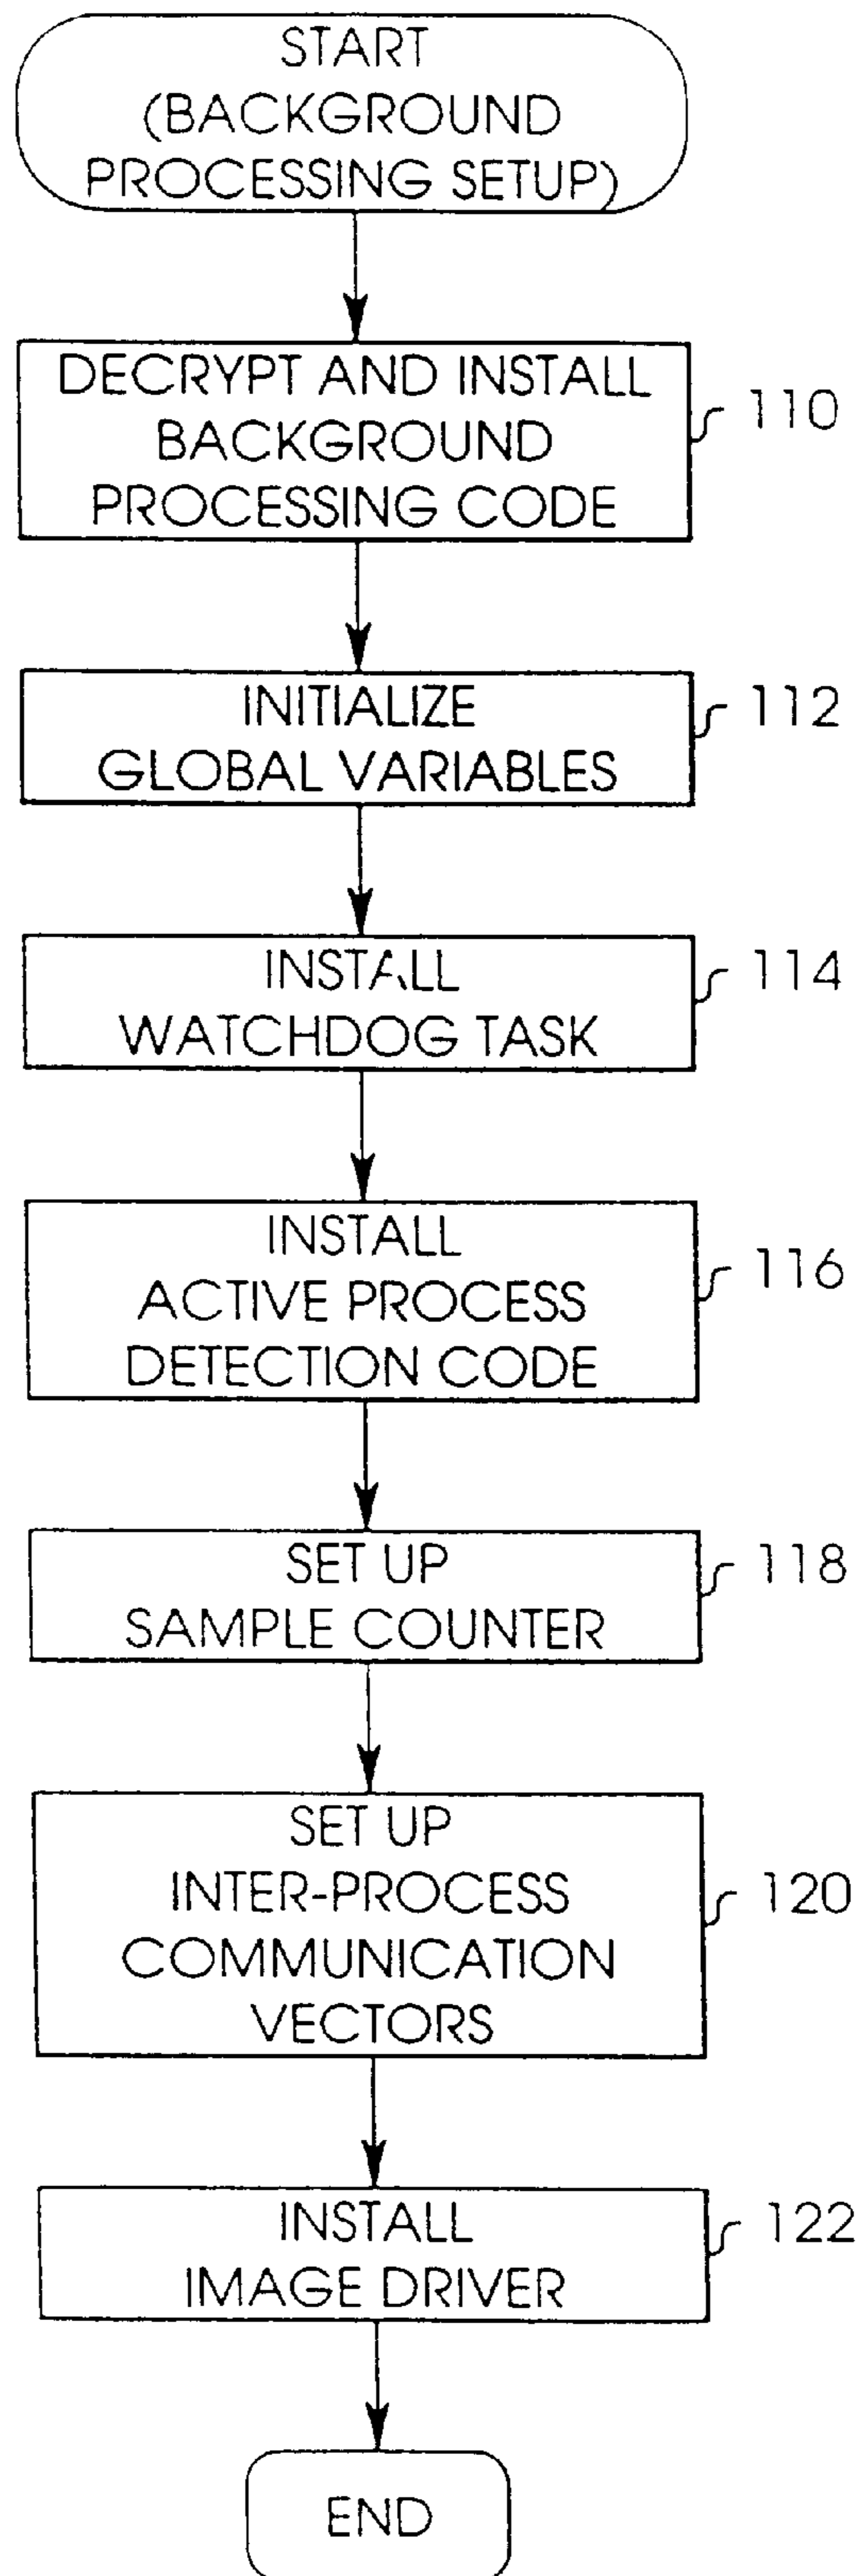 START
(BACKGROUND
PROCESSING SETUP)
DECRYPT AND INSTALL
BACKGROUND
PROCESSING CODE
110
INITIALIZE
GLOBAL VARIABLES
112
INSTALL
WATCHDOG TASK
114
INSTALL
ACTIVE PROCESS
DETECTION CODE
116
SET UP
SAMPLE COUNTER
118
SET UP
INTER-PROCESS
COMMUNICATION
VECTORS
120
INSTALL
IMAGE DRIVER
122
END